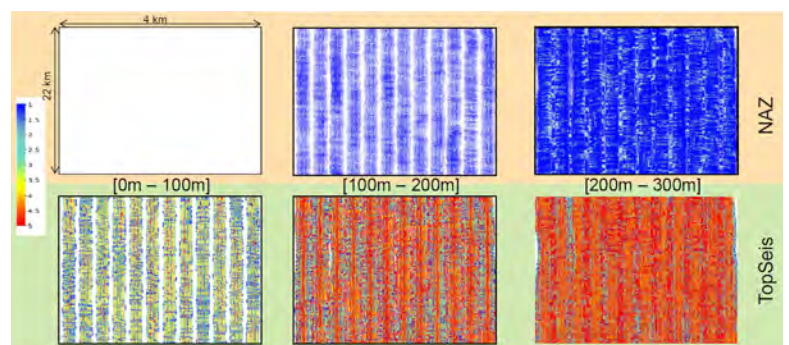 4 km
22 km
NAZ
1
1.5
2
2.5
3
3.5
4
4.5
5
[0m – 100m]
[100m – 200m]
[200m – 300m]
TopSeis